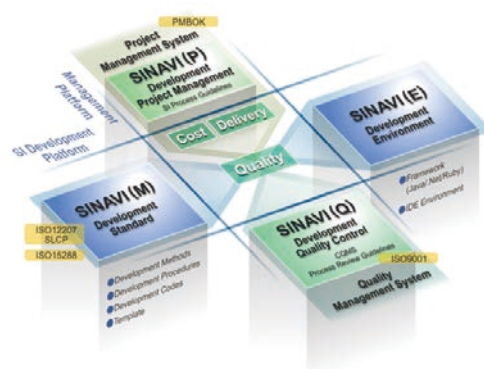 PMBOK
Project
Management System
SINAVI (P)
Development
Project Management
SI Process Guidelines
Management
Platform
SI Development
Platform
Cost
Delivery
Quality
SINAVI (E)
Development
Environment
Framework
(Java/.Net/Ruby)
IDE Environment
SINAVI (M)
Development
Standard
ISO12207
SLCP
ISO15288
Development Methods
Development Procedures
Development Codes
Template
SINAVI (Q)
Development
Quality Control
CQMS
Process Review Guidelines
ISO9001
Quality
Management System